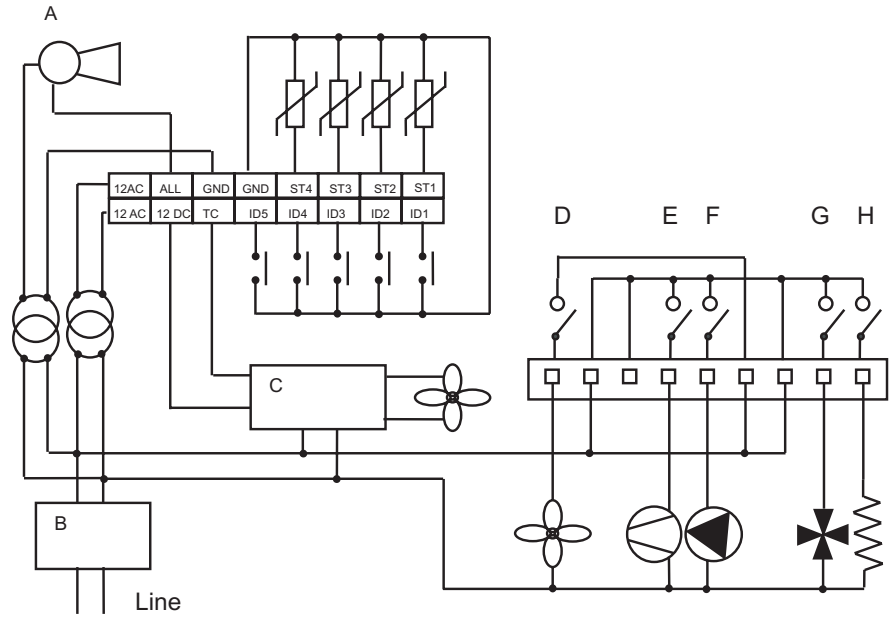 A
12AC ALL GND GND ST4 ST3 ST2 ST1
12 AC 12 DC TC ID5 ID4 ID3 ID2 ID1
D E F G H
C
B
Line